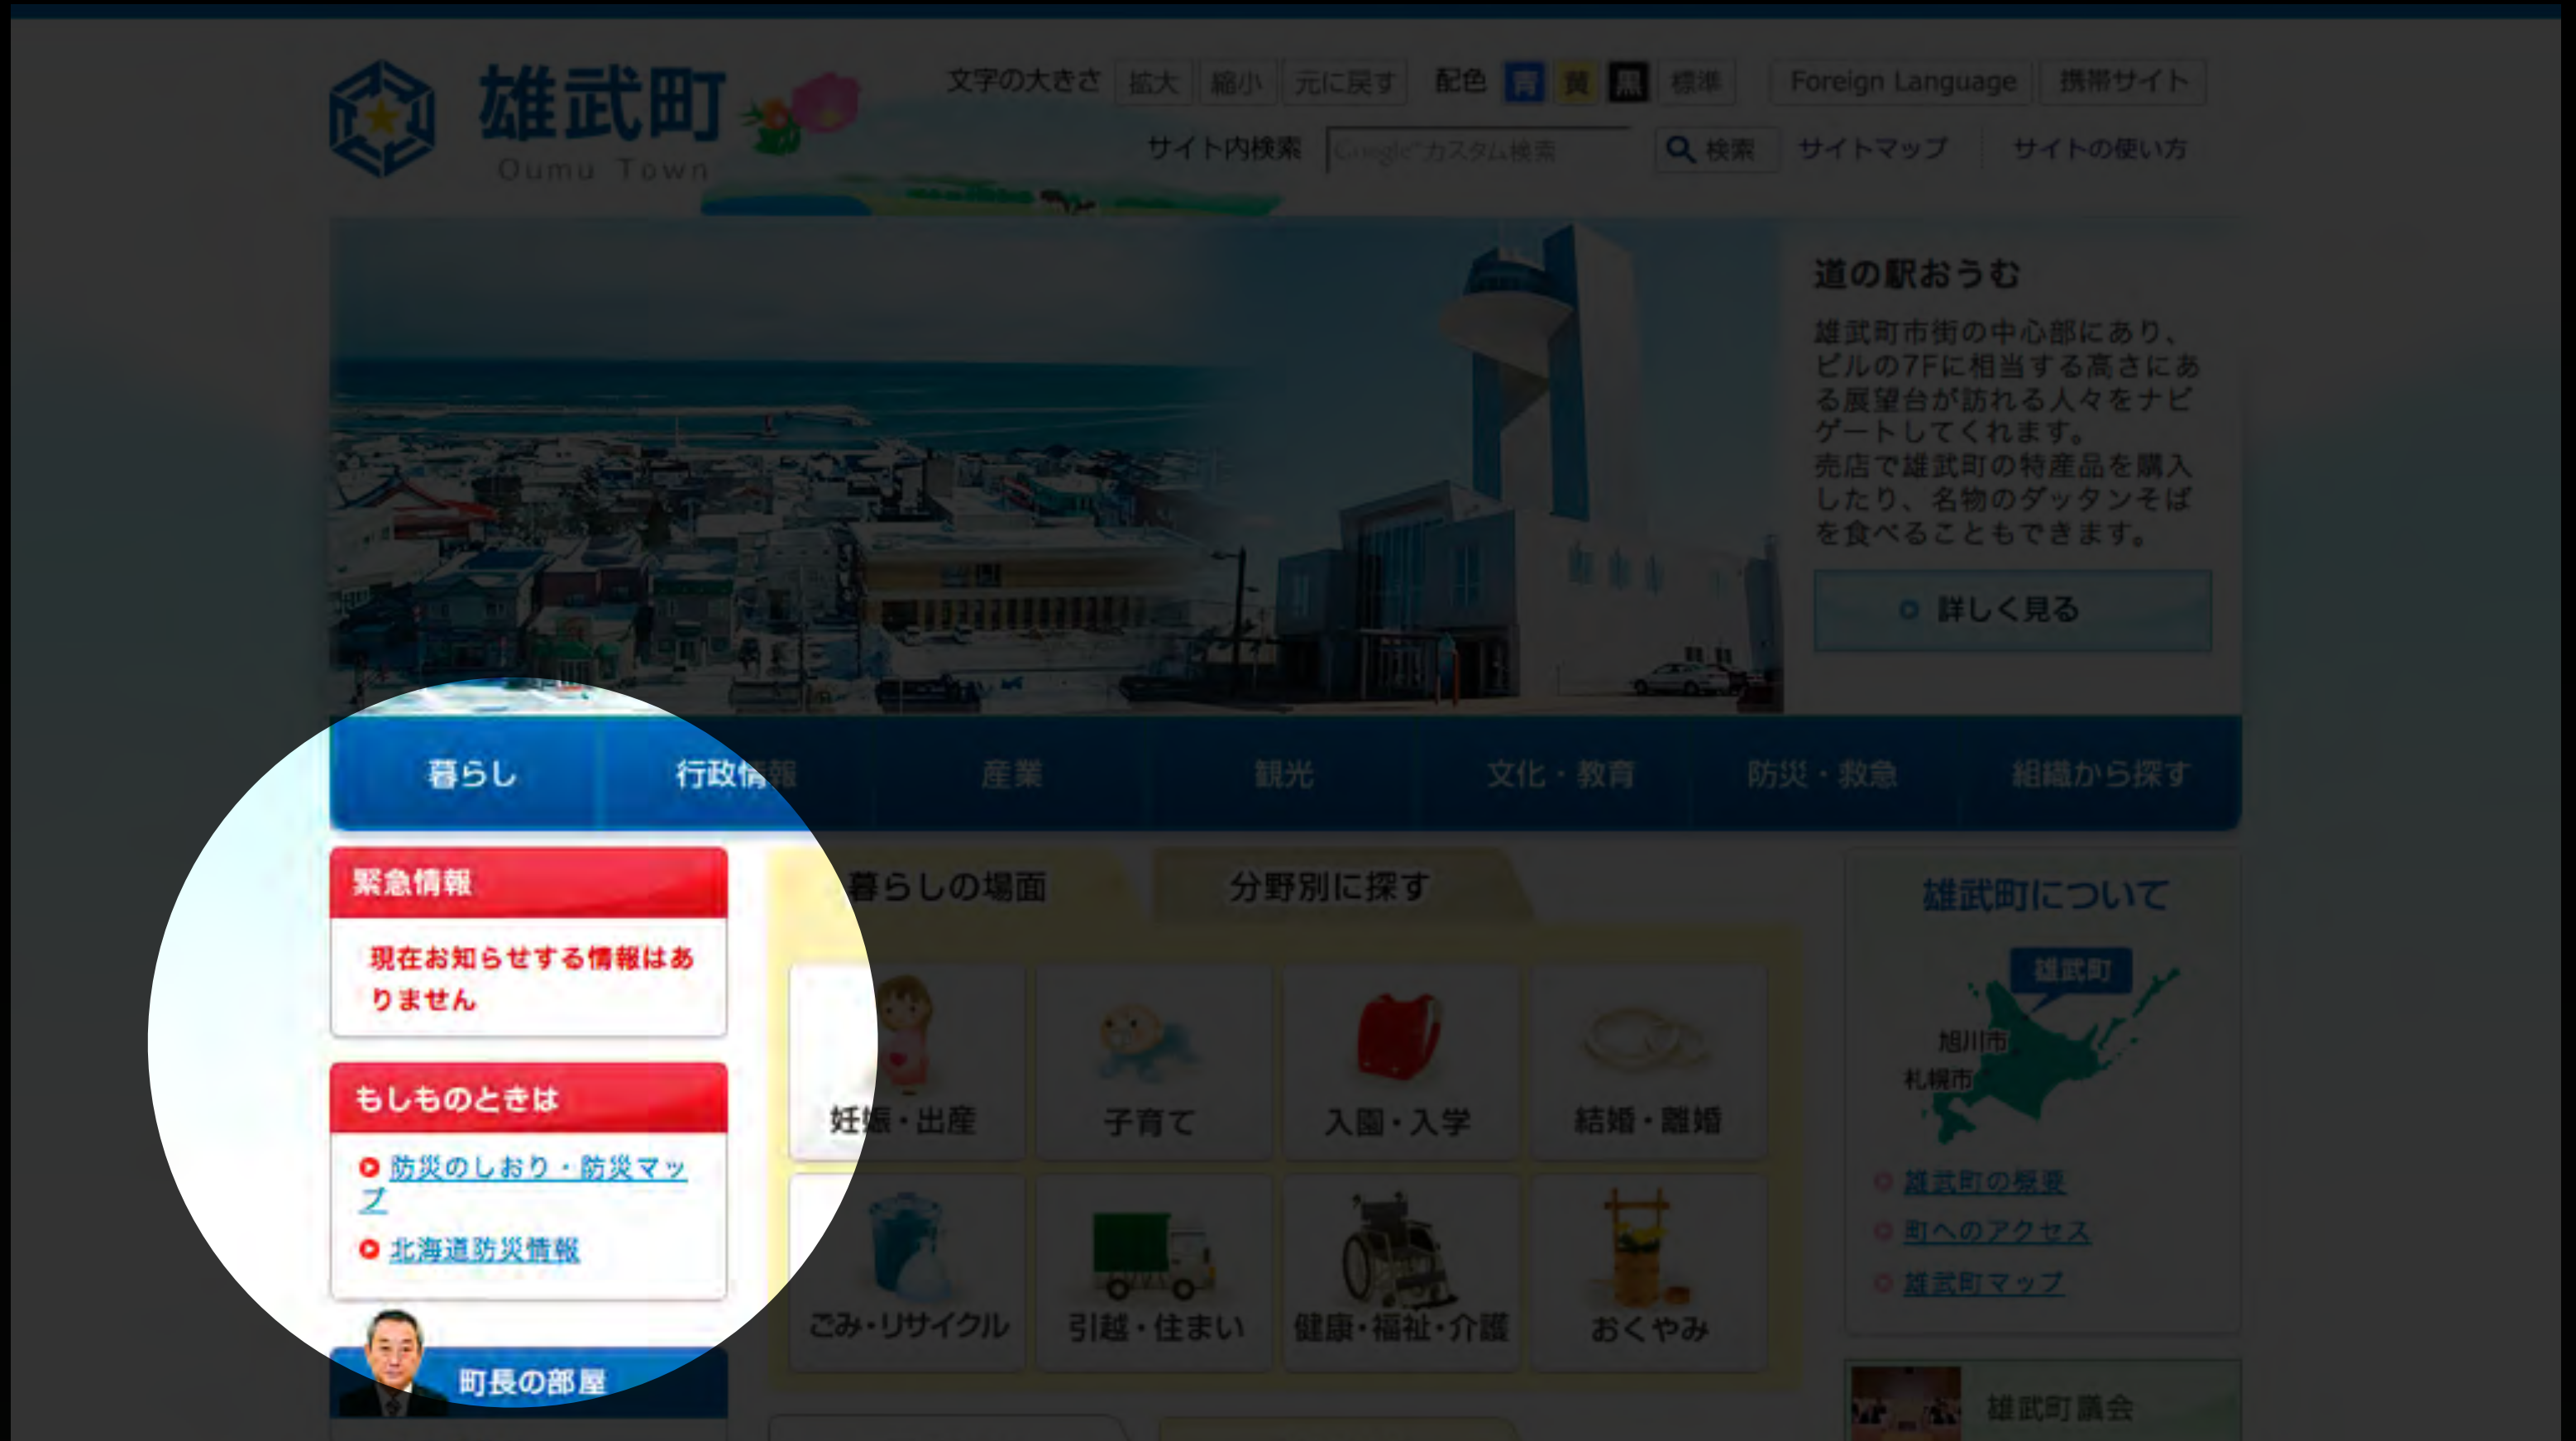 雄武町
Oumu Town
文字の大きさ 拡大 縮小 元に戻す 配色 青 黄 黒 標準 Foreign Language 携帯サイト
サイト内検索 Google™カスタム検索 検索 サイトマップ サイトの使い方
道の駅おうむ
雄武町市街の中心部にあり、
ビルの7Fに相当する高さにあ
る展望台が訪れる人々をナビ
ゲートしてくれます。
売店で雄武町の特産品を購入
したり、名物のダッタンそば
を食べることもできます。
詳しく見る
暮らし 行政情報 産業 観光 文化・教育 防災・救急 組織から探す
緊急情報
現在お知らせする情報はあ
りません
もしものときは
防災のしおり・防災マッ
プ
北海道防災情報
町長の部屋
暮らしの場面 分野別に探す
妊娠・出産 子育て 入園・入学 結婚・離婚
ごみ・リサイクル 引越・住まい 健康・福祉・介護 おくやみ
雄武町について
雄武町
旭川市
札幌市
雄武町の概要
町へのアクセス
雄武町マップ
雄武町議会